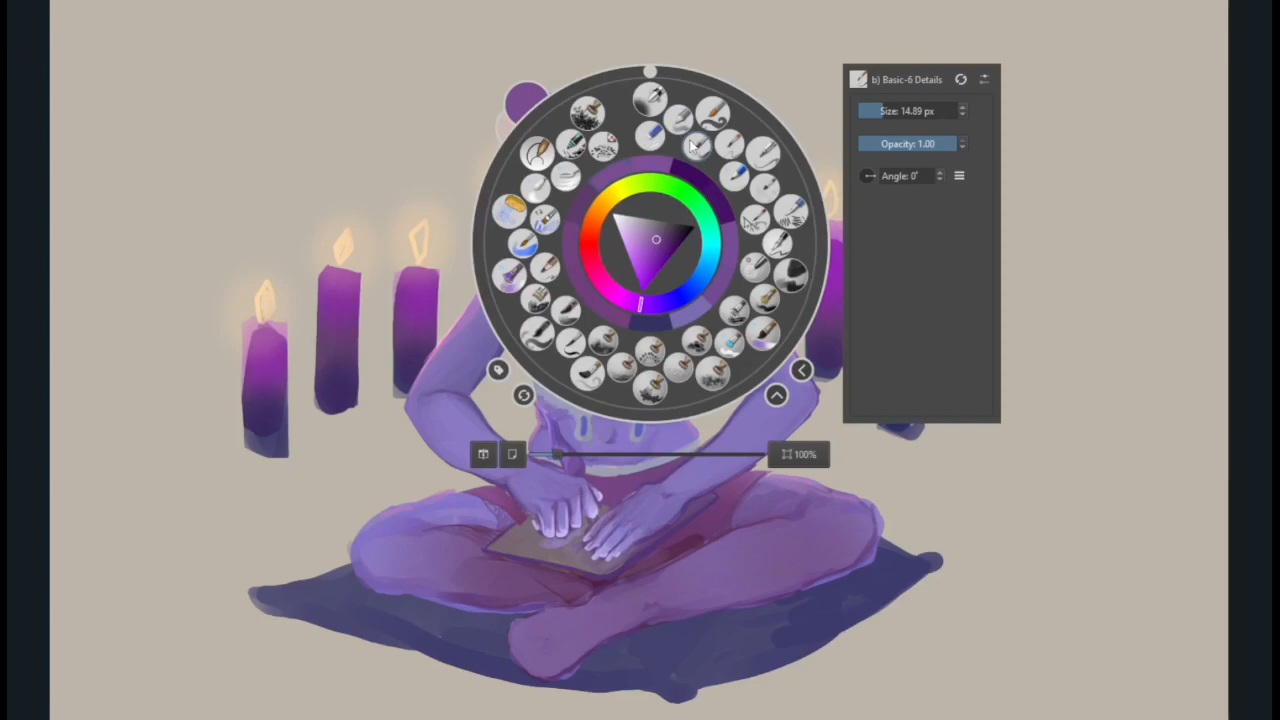 b) Basic-6 Details
Size: 14.89 px
Opacity: 1.00
Angle: 0°
100%